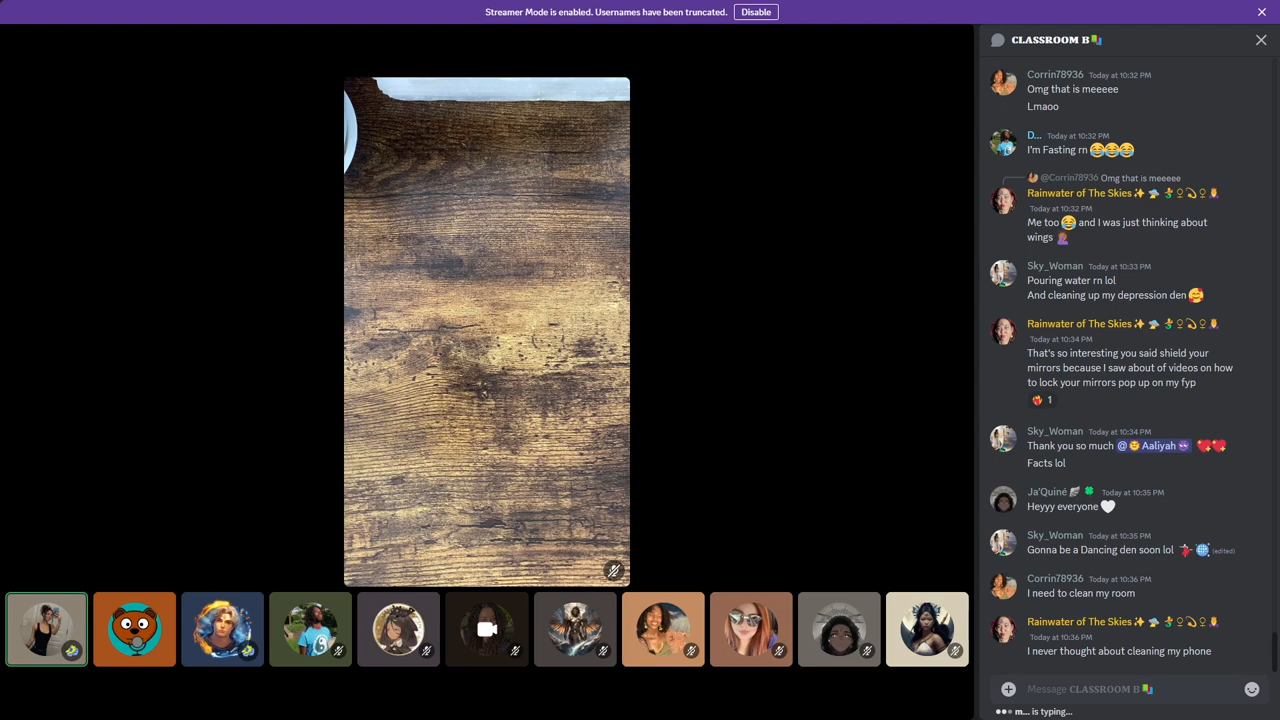 Streamer Mode is enabled. Usernames have been truncated. Disable
CLASSROOM B
Corrin78936 Today at 10:32 PM
Omg that is meeeee
Lmaoo
D... Today at 10:32 PM
I'm Fasting rn 😂😂😂
@Corrin78936 Omg that is meeeee
Rainwater of The Skies
Today at 10:32 PM
Me too 😂 and I was just thinking about
wings
Sky_Woman Today at 10:33 PM
Pouring water rn lol
And cleaning up my depression den 🥰
Rainwater of The Skies
Today at 10:34 PM
That's so interesting you said shield your
mirrors because I saw about of videos on how
to lock your mirrors pop up on my fyp
1
Sky_Woman Today at 10:34 PM
Thank you so much @Aaliyah 💖💖
Facts lol
Ja'Quiné Today at 10:35 PM
Heyyy everyone 🤍
Sky_Woman Today at 10:35 PM
Gonna be a Dancing den soon lol 💃🏽🌐 (edited)
Corrin78936 Today at 10:36 PM
I need to clean my room
Rainwater of The Skies
Today at 10:36 PM
I never thought about cleaning my phone
Message CLASSROOM B
m... is typing...